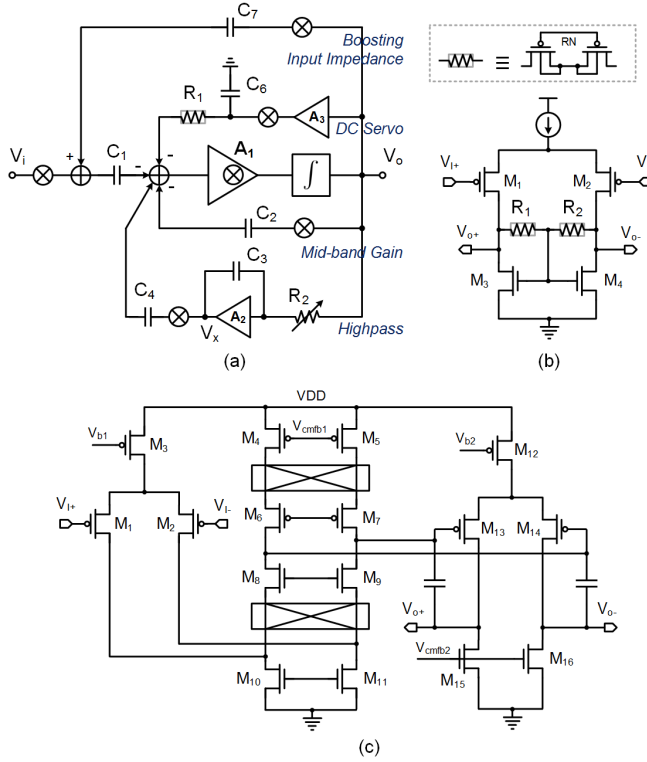 C7
Boosting
Input Impedance
R1
C6
A3
DC Servo
Vi
+
C1
-
-
-
A1
∫
Vo
C2
Mid-band Gain
C3
C4
A2
R2
Vx
Highpass
(a)
≡
RN
VI+
M1
M2
V
R1
R2
Vo+
Vo-
M3
M4
(b)
VDD
Vb1
M3
M4
Vcmfb1
M5
Vb2
M12
VI+
M1
M2
VI-
M6
M7
M13
M14
M8
M9
Vo+
Vo-
M10
M11
Vcmfb2
M15
M16
(c)